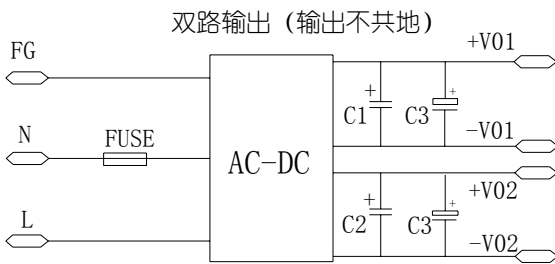 双路输出（输出不共地）
FG
N
FUSE
L
AC-DC
+
C1
+
C3
+V01
-V01
+
C2
+
C3
+V02
-V02